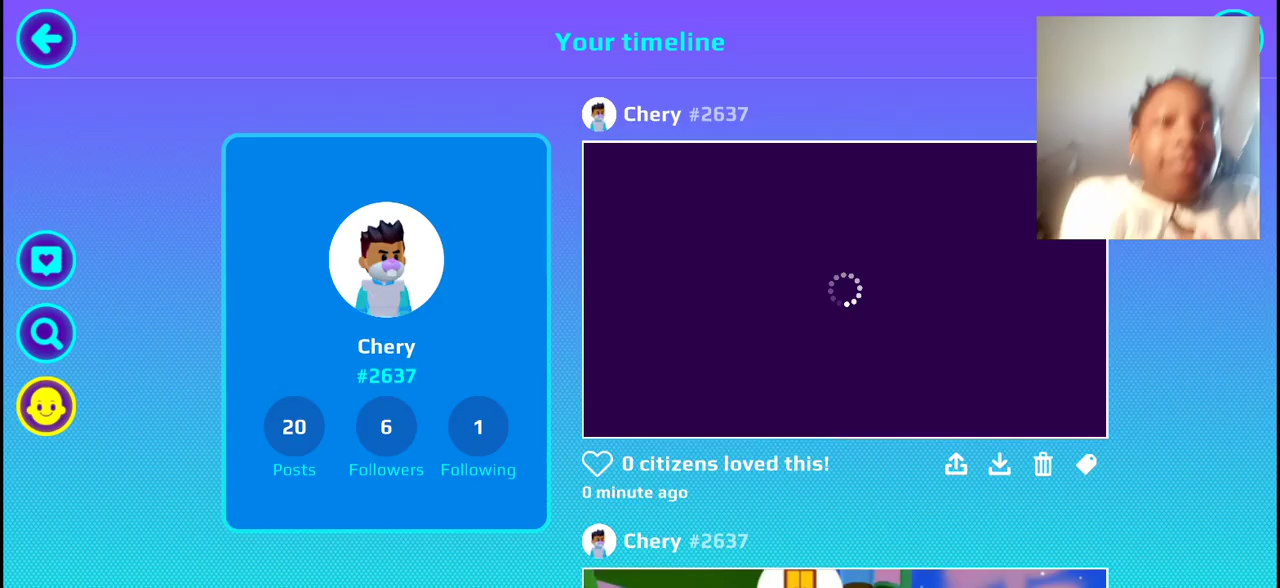 Your timeline
Chery #2637
Chery
#2637
20 6 1
Posts Followers Following
0 citizens loved this!
0 minute ago
Chery #2637